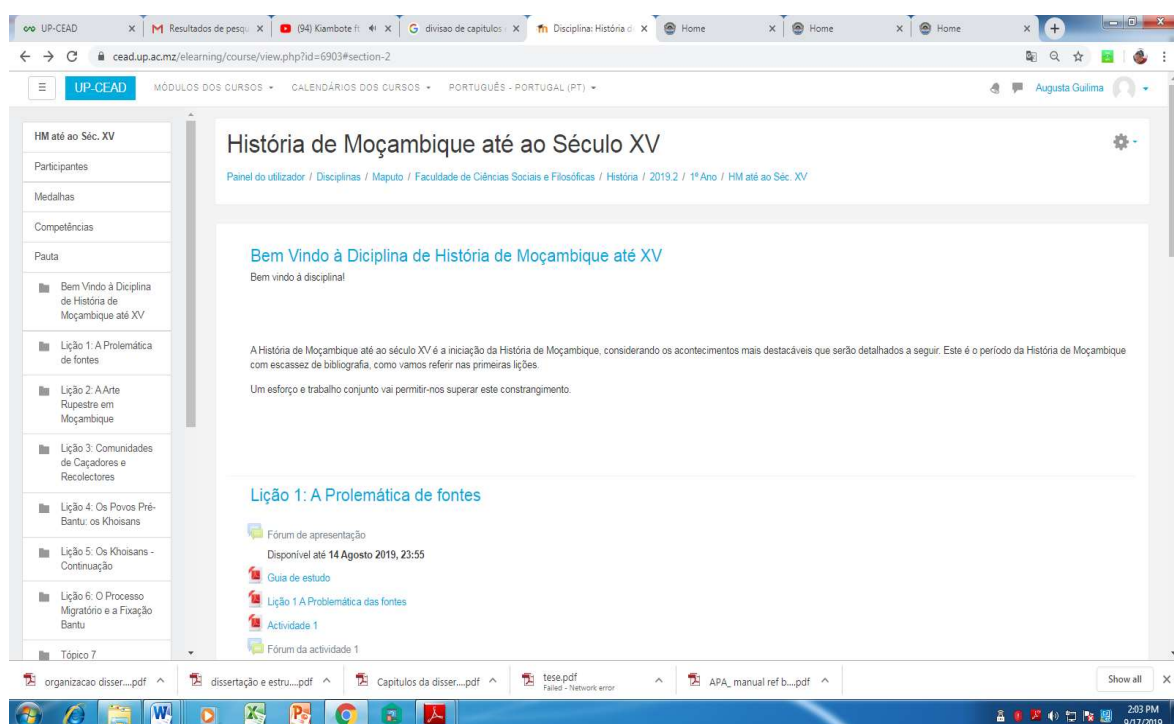 UP-CEAD
Resultados de pesqu
(94) Kiambote ft
divisao de capitulos
Disciplina: História d
Home
Home
Home
cead.up.ac.mz/elearning/course/view.php?id=6903#section-2
UP-CEAD
MÓDULOS DOS CURSOS
CALENDÁRIOS DOS CURSOS
PORTUGUÊS - PORTUGAL (PT)
Augusta Guilima
HM até ao Séc. XV
Participantes
Medalhas
Competências
Pauta
Bem Vindo à Diciplina
de História de
Moçambique até XV
Lição 1: A Prolemática
de fontes
Lição 2: A Arte
Rupestre em
Moçambique
Lição 3: Comunidades
de Caçadores e
Recolectores
Lição 4: Os Povos Pré-
Bantu: os Khoisans
Lição 5: Os Khoisans -
Continuação
Lição 6: O Processo
Migratório e a Fixação
Bantu
Tópico 7
História de Moçambique até ao Século XV
Painel do utilizador / Disciplinas / Maputo / Faculdade de Ciências Sociais e Filosóficas / História / 2019.2 / 1º Ano / HM até ao Séc. XV
Bem Vindo à Diciplina de História de Moçambique até XV
Bem vindo à disciplina!
A História de Moçambique até ao século XV é a iniciação da História de Moçambique, considerando os acontecimentos mais destacáveis que serão detalhados a seguir. Este é o período da História de Moçambique
com escassez de bibliografia, como vamos referir nas primeiras lições.
Um esforço e trabalho conjunto vai permitir-nos superar este constrangimento.
Lição 1: A Prolemática de fontes
Fórum de apresentação
Disponível até 14 Agosto 2019, 23:55
Guia de estudo
Lição 1 A Problemática das fontes
Actividade 1
Fórum da actividade 1
organizacao disser....pdf
dissertação e estru....pdf
Capitulos da disser....pdf
tese.pdf
Failed - Network error
APA_ manual ref b....pdf
Show all
2:03 PM